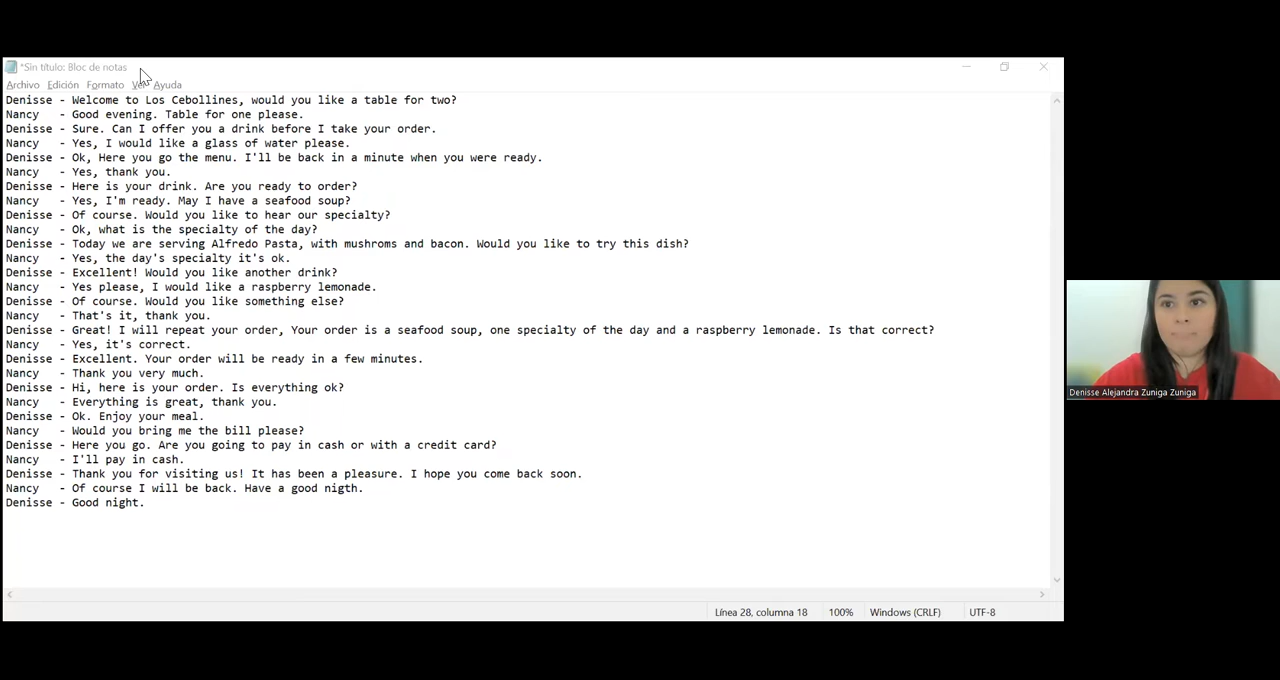 *Sin título: Bloc de notas
Archivo Edición Formato Ver Ayuda
Denisse - Welcome to Los Cebollines, would you like a table for two?
Nancy - Good evening. Table for one please.
Denisse - Sure. Can I offer you a drink before I take your order.
Nancy - Yes, I would like a glass of water please.
Denisse - Ok, Here you go the menu. I'll be back in a minute when you were ready.
Nancy - Yes, thank you.
Denisse - Here is your drink. Are you ready to order?
Nancy - Yes, I'm ready. May I have a seafood soup?
Denisse - Of course. Would you like to hear our specialty?
Nancy - Ok, what is the specialty of the day?
Denisse - Today we are serving Alfredo Pasta, with mushroms and bacon. Would you like to try this dish?
Nancy - Yes, the day's specialty it's ok.
Denisse - Excellent! Would you like another drink?
Nancy - Yes please, I would like a raspberry lemonade.
Denisse - Of course. Would you like something else?
Nancy - That's it, thank you.
Denisse - Great! I will repeat your order, Your order is a seafood soup, one specialty of the day and a raspberry lemonade. Is that correct?
Nancy - Yes, it's correct.
Denisse - Excellent. Your order will be ready in a few minutes.
Nancy - Thank you very much.
Denisse - Hi, here is your order. Is everything ok?
Nancy - Everything is great, thank you.
Denisse - Ok. Enjoy your meal.
Nancy - Would you bring me the bill please?
Denisse - Here you go. Are you going to pay in cash or with a credit card?
Nancy - I'll pay in cash.
Denisse - Thank you for visiting us! It has been a pleasure. I hope you come back soon.
Nancy - Of course I will be back. Have a good nigth.
Denisse - Good night.
Línea 28, columna 18 100% Windows (CRLF) UTF-8
Denisse Alejandra Zuniga Zuniga